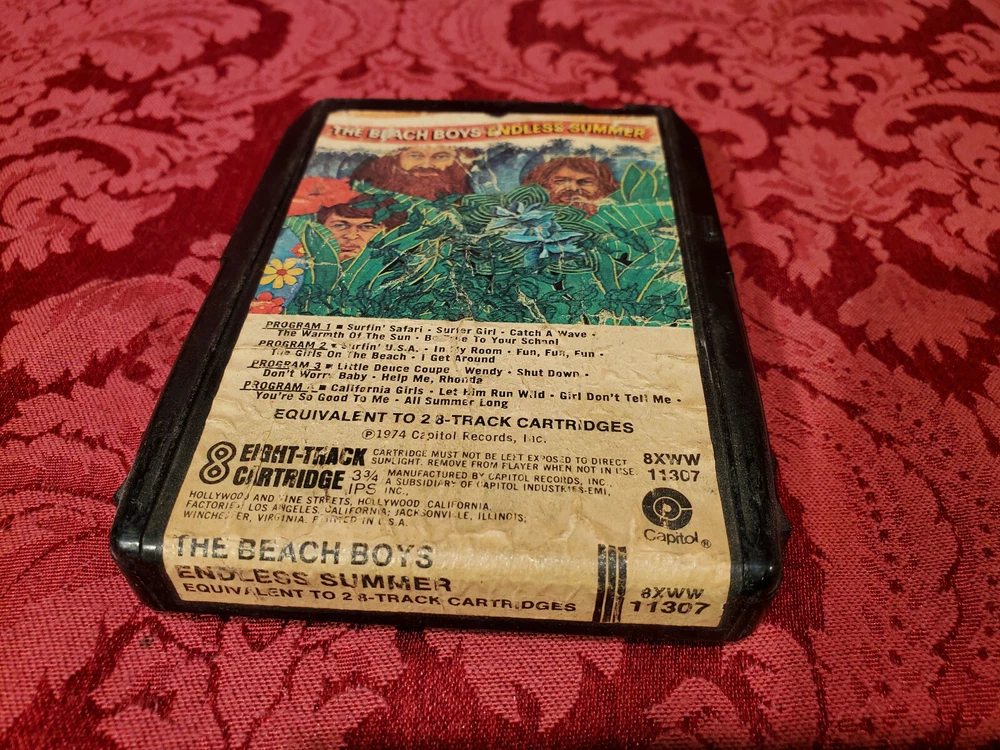 THE BEACH BOYS ENDLESS SUMMER
PROGRAM 1 ■ Surfin' Safari - Surfer Girl - Catch A Wave -
The Warmth Of The Sun - Be True To Your School
PROGRAM 2 ■ Surfin' U.S.A. - In My Room - Fun, Fun, Fun -
The Girls On The Beach - I Get Around
PROGRAM 3 ■ Little Deuce Coupe - Wendy - Shut Down -
Don't Worry Baby - Help Me, Rhonda
PROGRAM 4 ■ California Girls - Let Him Run Wild - Girl Don't Tell Me -
You're So Good To Me - All Summer Long
EQUIVALENT TO 2 8-TRACK CARTRIDGES
℗1974 Capitol Records, Inc.
8 EIGHT-TRACK CARTRIDGE 3¾ IPS
CARTRIDGE MUST NOT BE LEFT EXPOSED TO DIRECT
SUNLIGHT. REMOVE FROM PLAYER WHEN NOT IN USE.
MANUFACTURED BY CAPITOL RECORDS, INC.,
A SUBSIDIARY OF CAPITOL INDUSTRIES-EMI,
INC.,
HOLLYWOOD AND VINE STREETS, HOLLYWOOD, CALIFORNIA.
FACTORIES: LOS ANGELES, CALIFORNIA; JACKSONVILLE, ILLINOIS;
WINCHESTER, VIRGINIA. PRINTED IN U.S.A.
8XWW
11307
Capitol®
THE BEACH BOYS
ENDLESS SUMMER
EQUIVALENT TO 2 8-TRACK CARTRIDGES
8XWW
11307